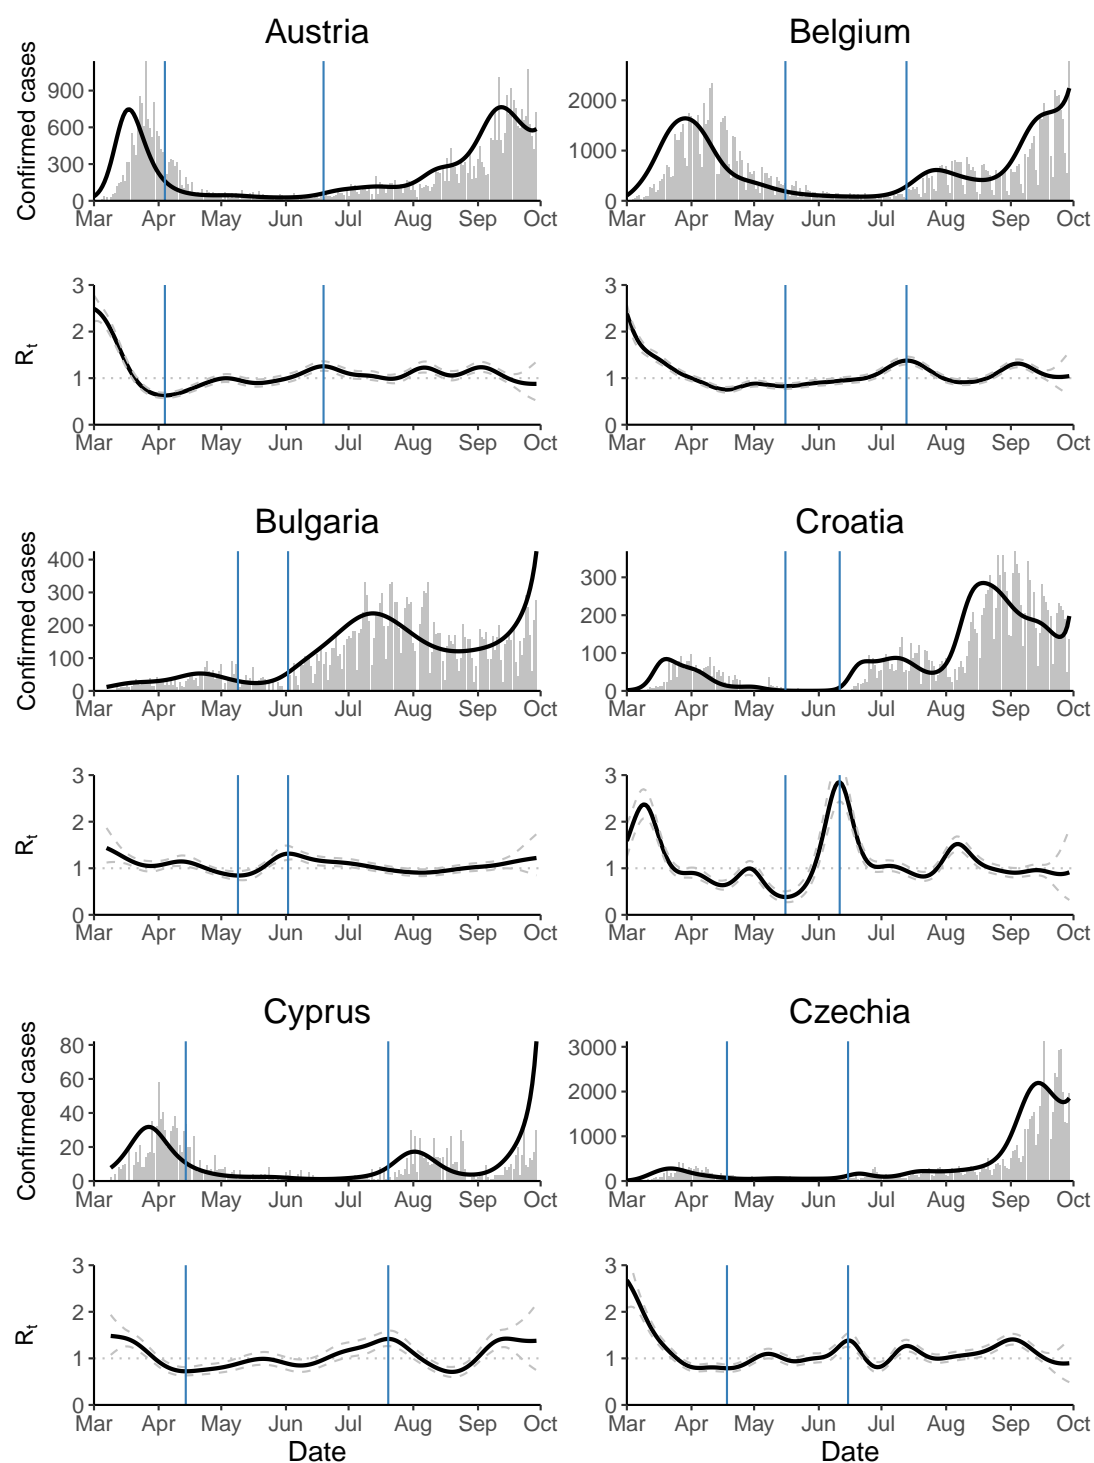 Austria
Confirmed cases
900
600
300
0
Mar Apr May Jun Jul Aug Sep Oct
Belgium
2000
1000
0
Mar Apr May Jun Jul Aug Sep Oct
Rt
3
2
1
0
Mar Apr May Jun Jul Aug Sep Oct
3
2
1
0
Mar Apr May Jun Jul Aug Sep Oct
Bulgaria
Confirmed cases
400
300
200
100
0
Mar Apr May Jun Jul Aug Sep Oct
Croatia
300
200
100
0
Mar Apr May Jun Jul Aug Sep Oct
Rt
3
2
1
0
Mar Apr May Jun Jul Aug Sep Oct
3
2
1
0
Mar Apr May Jun Jul Aug Sep Oct
Cyprus
Confirmed cases
80
60
40
20
0
Mar Apr May Jun Jul Aug Sep Oct
Czechia
3000
2000
1000
0
Mar Apr May Jun Jul Aug Sep Oct
Rt
3
2
1
0
Mar Apr May Jun Jul Aug Sep Oct
Date
3
2
1
0
Mar Apr May Jun Jul Aug Sep Oct
Date